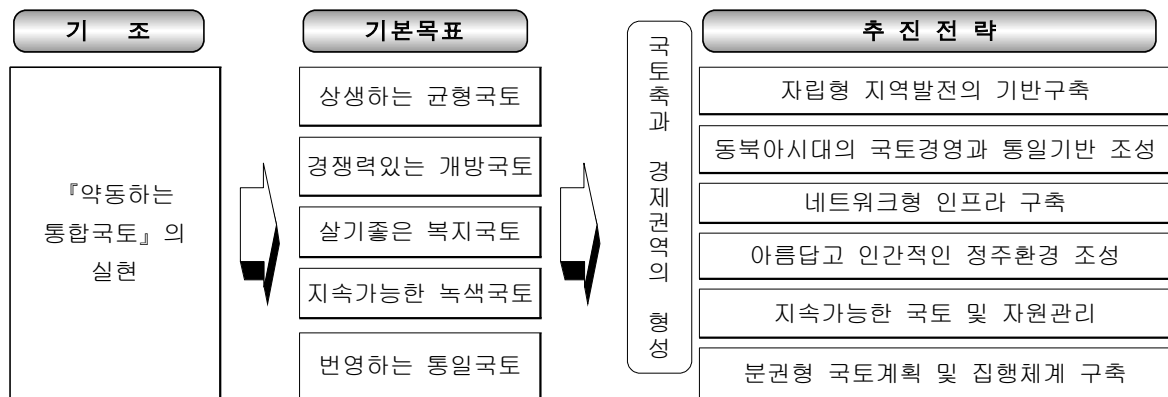 기 조
『약동하는
통합국토』의
실현
기본목표
상생하는 균형국토
경쟁력있는 개방국토
살기좋은 복지국토
지속가능한 녹색국토
번영하는 통일국토
국토축과 경제권역의 형성
추 진 전 략
자립형 지역발전의 기반구축
동북아시대의 국토경영과 통일기반 조성
네트워크형 인프라 구축
아름답고 인간적인 정주환경 조성
지속가능한 국토 및 자원관리
분권형 국토계획 및 집행체계 구축